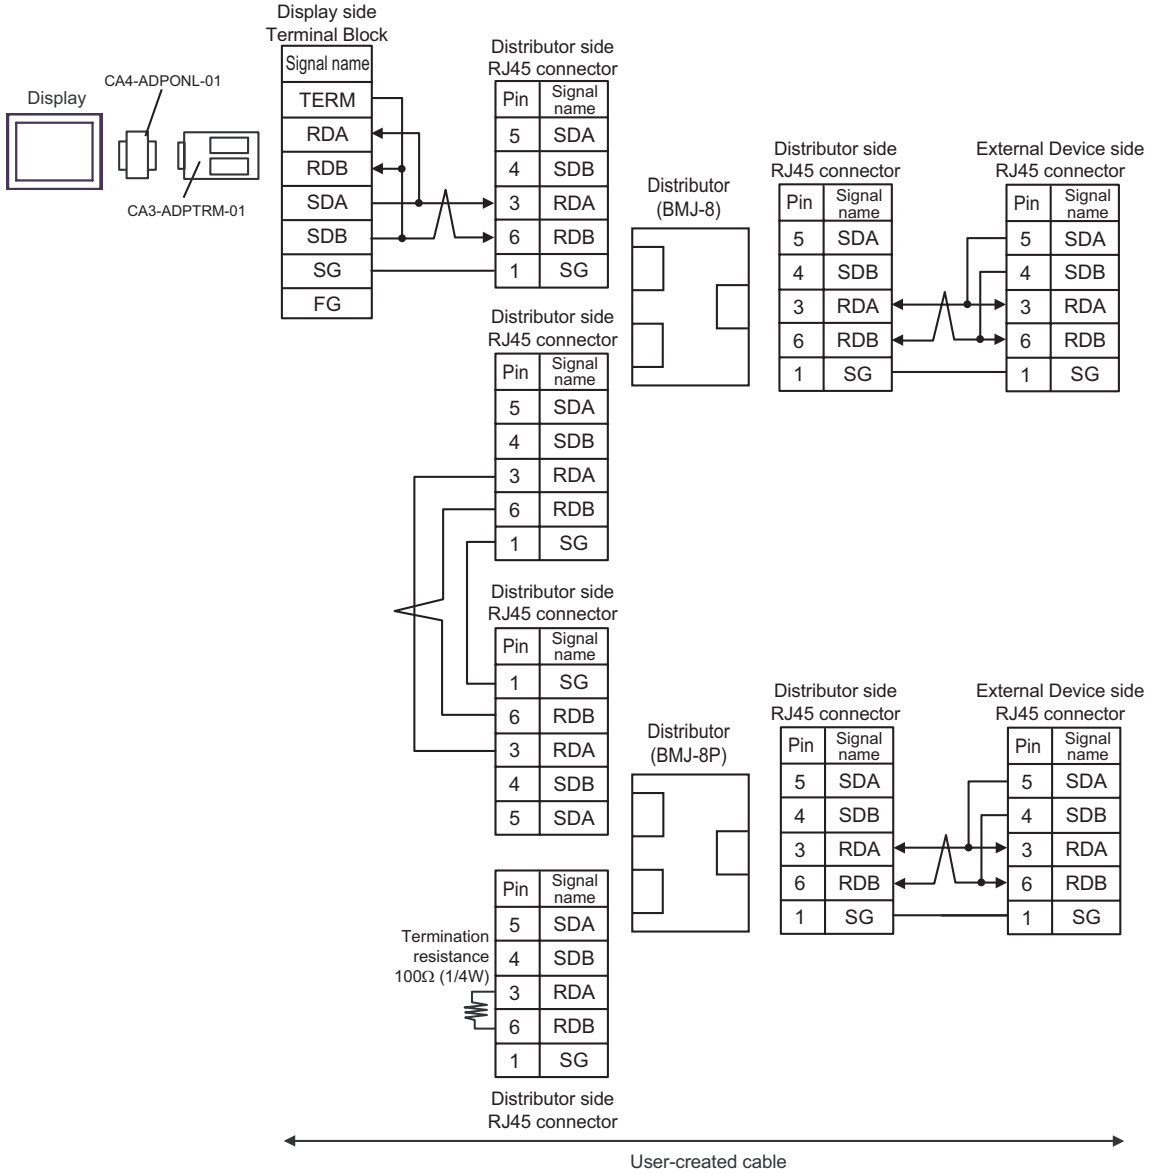 Display side
Terminal Block
Signal name
TERM
RDA
RDB
SDA
SDB
SG
FG
Display
CA4-ADPONL-01
CA3-ADPTRM-01
Distributor side
RJ45 connector
Pin Signal name
5 SDA
4 SDB
3 RDA
6 RDB
1 SG
Distributor
(BMJ-8)
Distributor side
RJ45 connector
Pin Signal name
5 SDA
4 SDB
3 RDA
6 RDB
1 SG
External Device side
RJ45 connector
Pin Signal name
5 SDA
4 SDB
3 RDA
6 RDB
1 SG
Distributor side
RJ45 connector
Pin Signal name
5 SDA
4 SDB
3 RDA
6 RDB
1 SG
Distributor side
RJ45 connector
Pin Signal name
1 SG
6 RDB
3 RDA
4 SDB
5 SDA
Distributor
(BMJ-8P)
Distributor side
RJ45 connector
Pin Signal name
5 SDA
4 SDB
3 RDA
6 RDB
1 SG
External Device side
RJ45 connector
Pin Signal name
5 SDA
4 SDB
3 RDA
6 RDB
1 SG
Termination
resistance
100Ω (1/4W)
Pin Signal name
5 SDA
4 SDB
3 RDA
6 RDB
1 SG
Distributor side
RJ45 connector
User-created cable